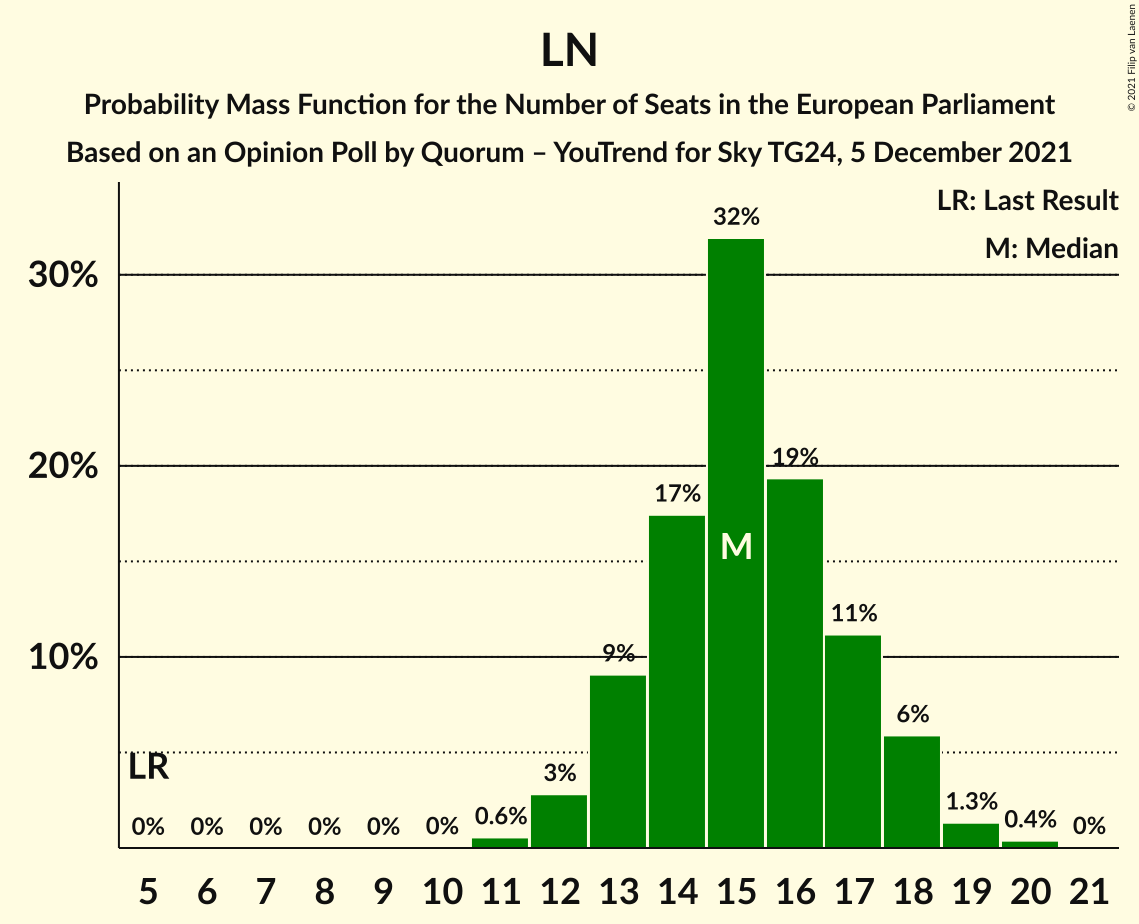 LN
Probability Mass Function for the Number of Seats in the European Parliament
Based on an Opinion Poll by Quorum – YouTrend for Sky TG24, 5 December 2021
© 2021 Filip van Laenen
LR: Last Result
M: Median
30%
20%
10%
LR
M
0% 0% 0% 0% 0% 0% 0.6% 3% 9% 17% 32% 19% 11% 6% 1.3% 0.4% 0%
5 6 7 8 9 10 11 12 13 14 15 16 17 18 19 20 21